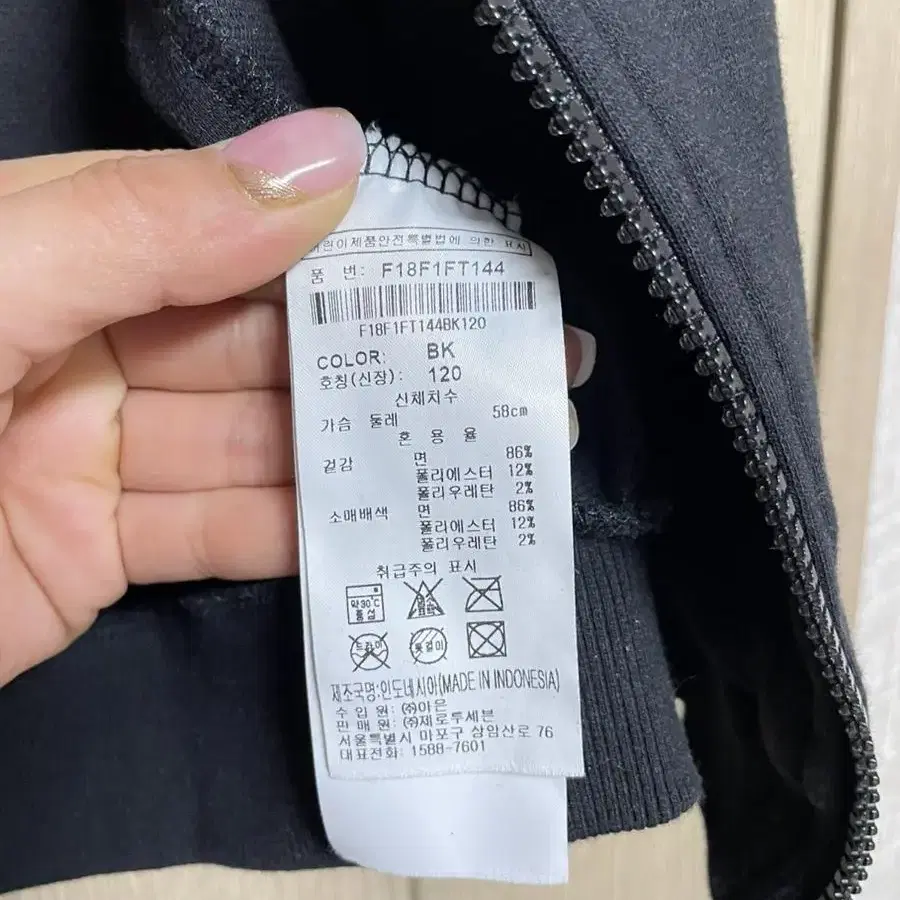 어린이제품안전특별법에 의한 표시
품 번: F18F1FT144
F18F1FT144BK120
COLOR: BK
호칭(신장): 120
신체치수
가슴 둘레 58cm
혼 용 율
겉감 면 86%
폴리에스터 12%
폴리우레탄 2%
소매배색 면 86%
폴리에스터 12%
폴리우레탄 2%
취급주의 표시
약30℃
중성
드라이
옷걸이
제조국명:인도네시아(MADE IN INDONESIA)
수 입 원: ㈜아은
판 매 원: ㈜제로투세븐
서울특별시 마포구 상암산로 76
대표전화: 1588-7601